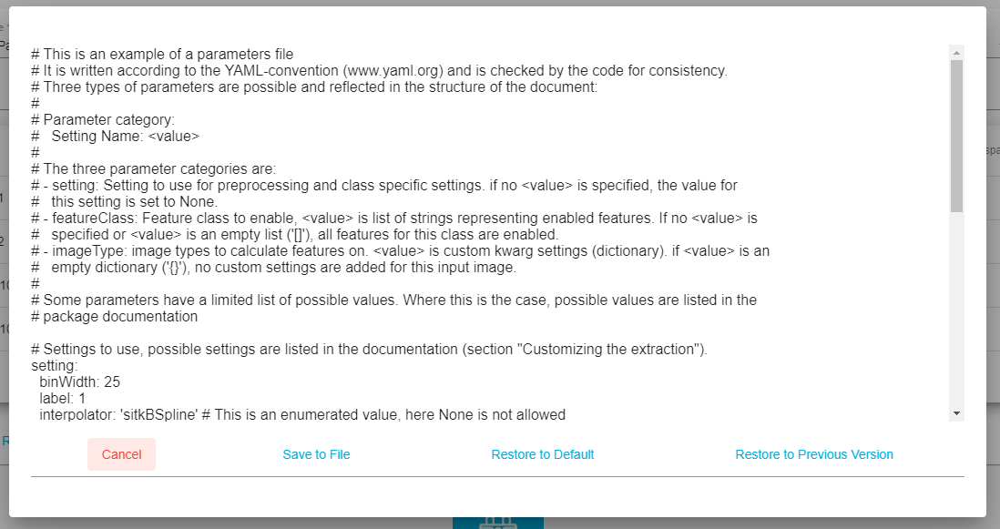 # This is an example of a parameters file
# It is written according to the YAML-convention (www.yaml.org) and is checked by the code for consistency.
# Three types of parameters are possible and reflected in the structure of the document:
#
# Parameter category:
#   Setting Name: <value>
#
# The three parameter categories are:
# - setting: Setting to use for preprocessing and class specific settings. if no <value> is specified, the value for
#   this setting is set to None.
# - featureClass: Feature class to enable, <value> is list of strings representing enabled features. If no <value> is
#   specified or <value> is an empty list ('[]'), all features for this class are enabled.
# - imageType: image types to calculate features on. <value> is custom kwarg settings (dictionary). if <value> is an
#   empty dictionary ('{}'), no custom settings are added for this input image.
#
# Some parameters have a limited list of possible values. Where this is the case, possible values are listed in the
# package documentation

# Settings to use, possible settings are listed in the documentation (section "Customizing the extraction").
setting:
  binWidth: 25
  label: 1
  interpolator: 'sitkBSpline' # This is an enumerated value, here None is not allowed
Cancel Save to File Restore to Default Restore to Previous Version